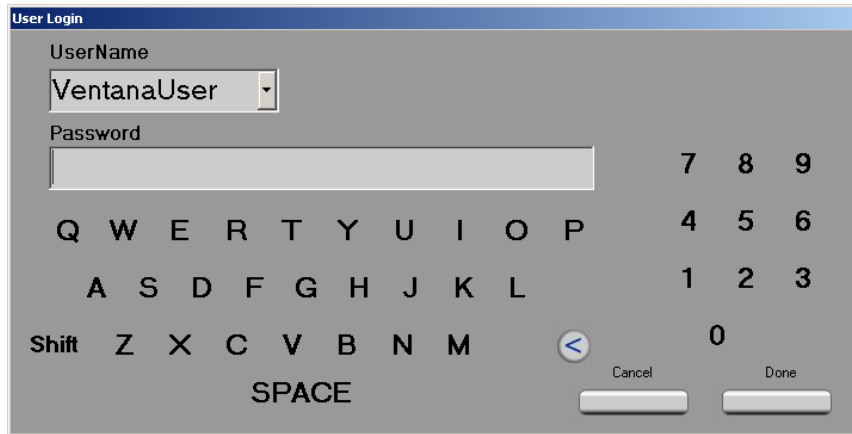 User Login
UserName
VentanaUser
Password
7 8 9
Q W E R T Y U I O P
4 5 6
A S D F G H J K L
1 2 3
Shift Z X C V B N M <
0
SPACE
Cancel Done